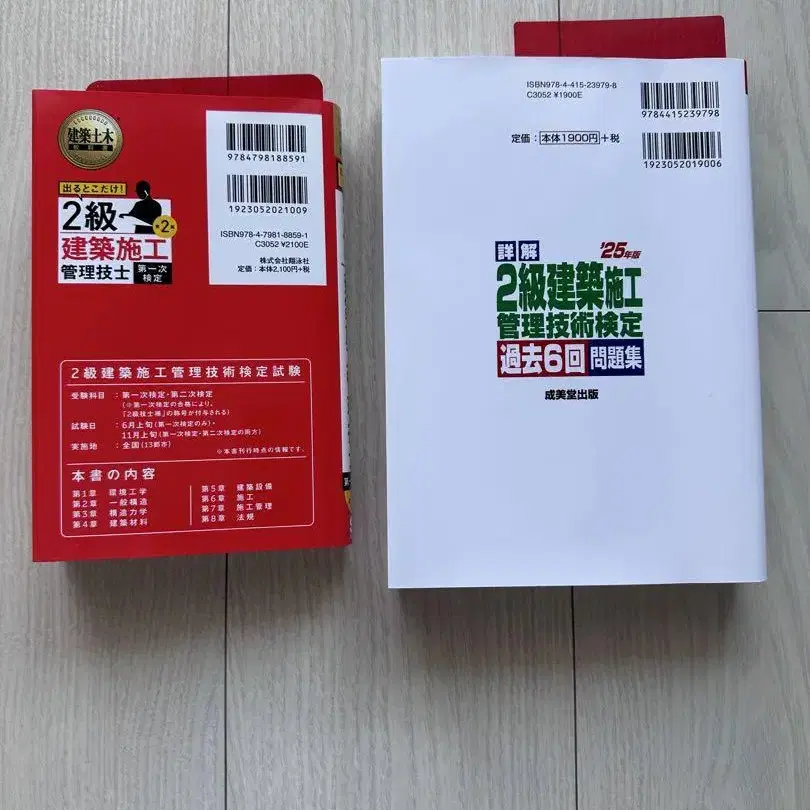 建築土木
教科書
出るとこだけ!
2級
第2版
建築施工
管理技士
第一次
検定
9784798188591
1923052021009
ISBN978-4-7981-8859-1
C3052 ¥2100E
株式会社翔泳社
定価:本体2,100円+税
2級建築施工管理技術検定試験
受験科目:第一次検定・第二次検定
(※第一次検定の合格により、
「2級技士補」の称号が付与される)
試験日:6月上旬(第一次検定のみ)・
11月上旬(第一次検定・第二次検定の両方)
実施地:全国(13都市)
※本書刊行時点の情報です。
本書の内容
第1章 環境工学
第2章 一般構造
第3章 構造力学
第4章 建築材料
第5章 建築設備
第6章 施工
第7章 施工管理
第8章 法規
ISBN978-4-415-23979-8
C3052 ¥1900E
定価:本体1900円+税
9784415239798
1923052019006
詳解
'25年版
2級建築施工
管理技術検定
過去6回問題集
成美堂出版